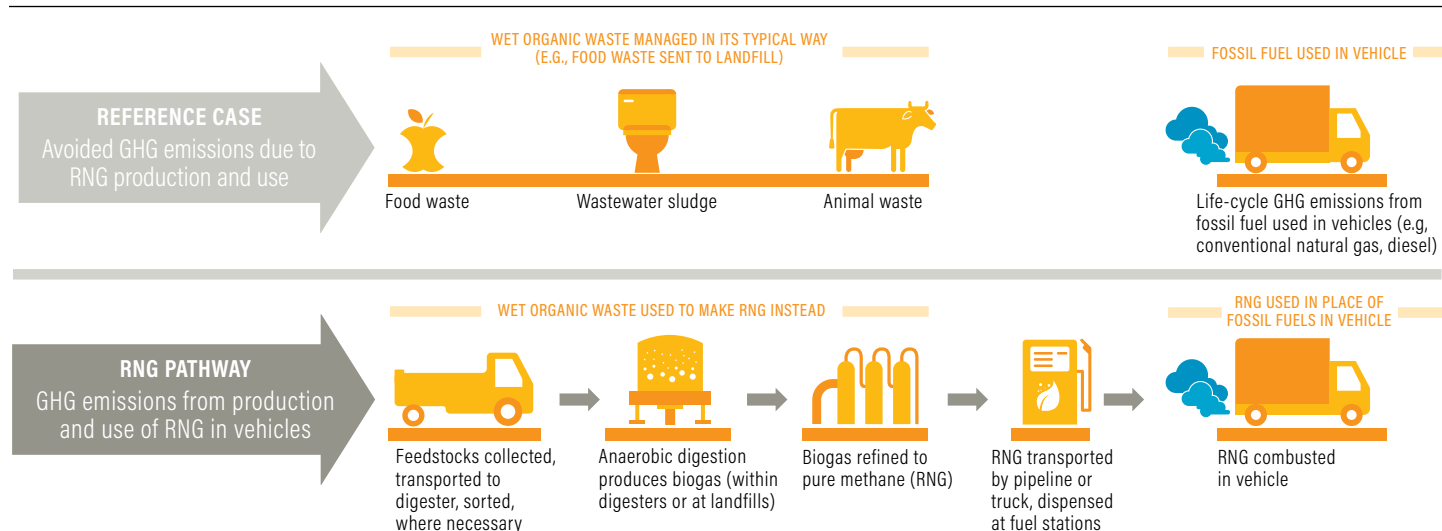 WET ORGANIC WASTE MANAGED IN ITS TYPICAL WAY
(E.G., FOOD WASTE SENT TO LANDFILL)
FOSSIL FUEL USED IN VEHICLE
REFERENCE CASE
Avoided GHG emissions due to
RNG production and use
Food waste
Wastewater sludge
Animal waste
Life-cycle GHG emissions from
fossil fuel used in vehicles (e.g,
conventional natural gas, diesel)
WET ORGANIC WASTE USED TO MAKE RNG INSTEAD
RNG USED IN PLACE OF
FOSSIL FUELS IN VEHICLE
RNG PATHWAY
GHG emissions from production
and use of RNG in vehicles
Feedstocks collected,
transported to
digester, sorted,
where necessary
Anaerobic digestion
produces biogas (within
digesters or at landfills)
Biogas refined to
pure methane (RNG)
RNG transported
by pipeline or
truck, dispensed
at fuel stations
RNG combusted
in vehicle